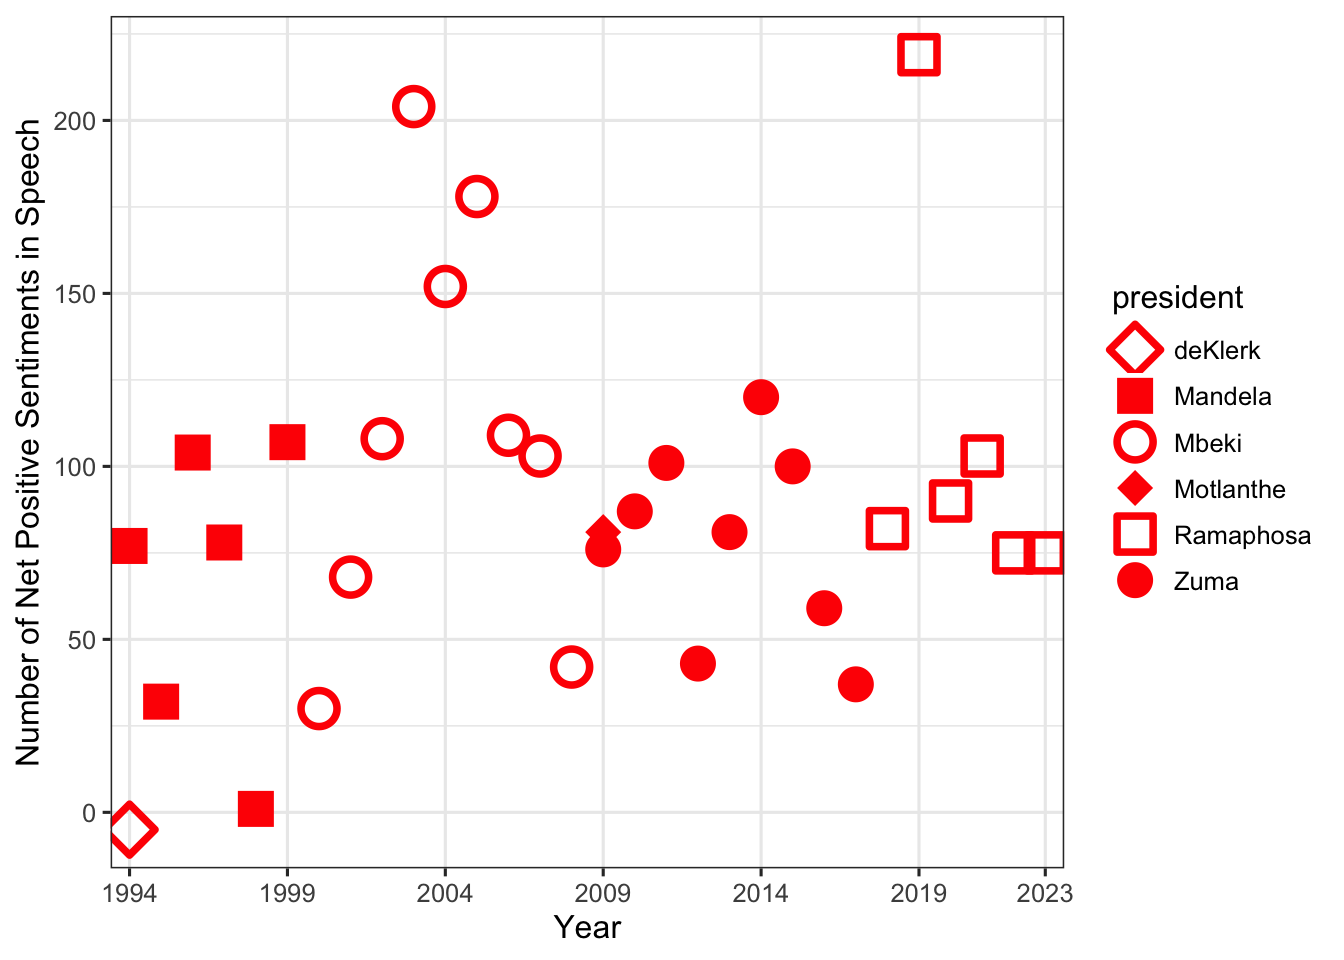 Number of Net Positive Sentiments in Speech
200
150
100
50
0
1994 1999 2004 2009 2014 2019 2023
Year
president
deKlerk
Mandela
Mbeki
Motlanthe
Ramaphosa
Zuma